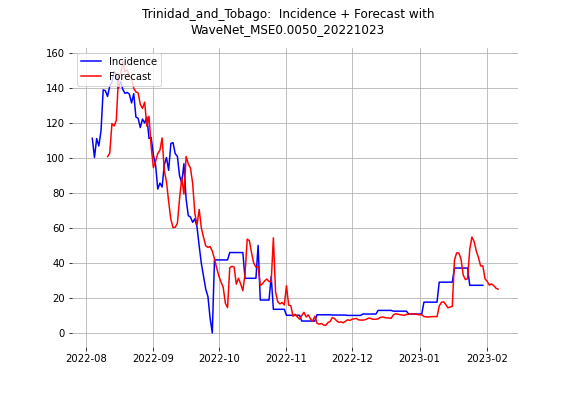 Trinidad_and_Tobago:  Incidence + Forecast with
WaveNet_MSE0.0050_20221023
Incidence
Forecast
160
140
120
100
80
60
40
20
0
2022-08 2022-09 2022-10 2022-11 2022-12 2023-01 2023-02